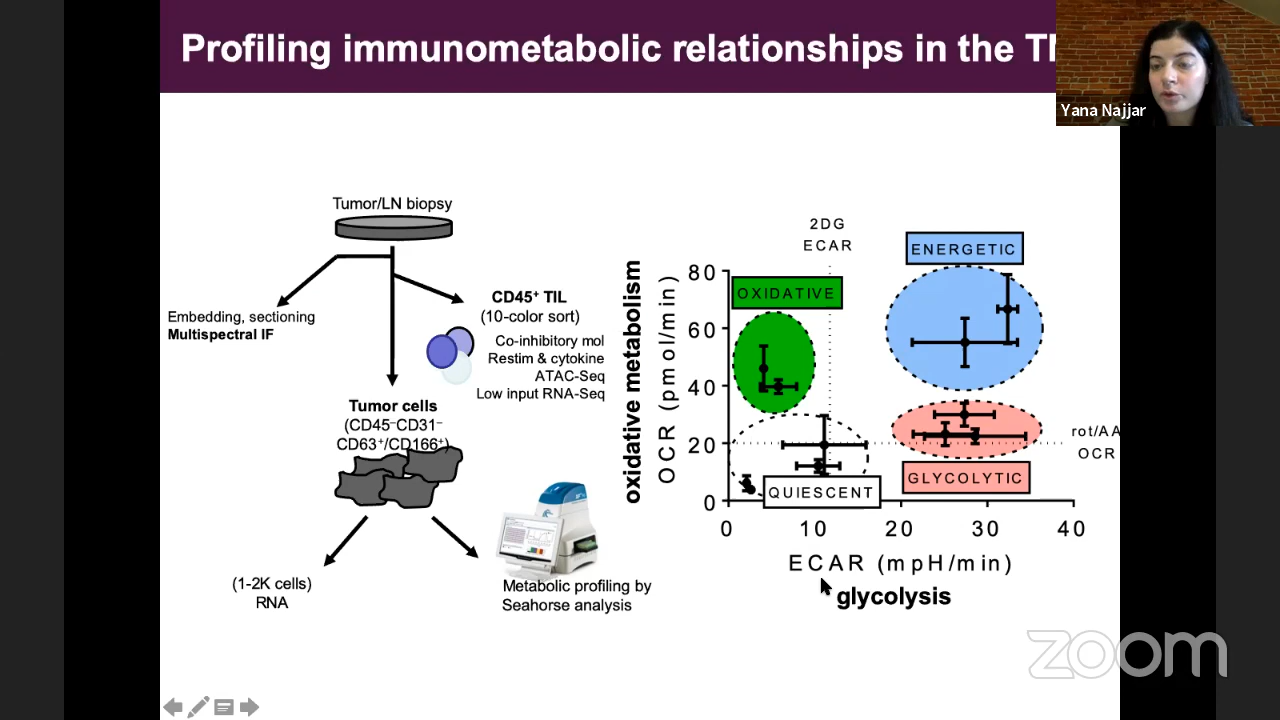 Profiling immunometabolic relationships in the
Yana Najjar
Tumor/LN biopsy
Embedding, sectioning
Multispectral IF
CD45⁺ TIL
(10-color sort)
Co-inhibitory mol
Restim & cytokine
ATAC-Seq
Low input RNA-Seq
Tumor cells
(CD45⁻CD31⁻
CD63⁺/CD166⁺)
(1-2K cells)
RNA
Metabolic profiling by
Seahorse analysis
oxidative metabolism
OCR (pmol/min)
80
60
40
20
0
2DG
ECAR
OXIDATIVE
ENERGETIC
QUIESCENT
GLYCOLYTIC
rot/AA
OCR
0 10 20 30 40
ECAR (mpH/min)
glycolysis
zoom